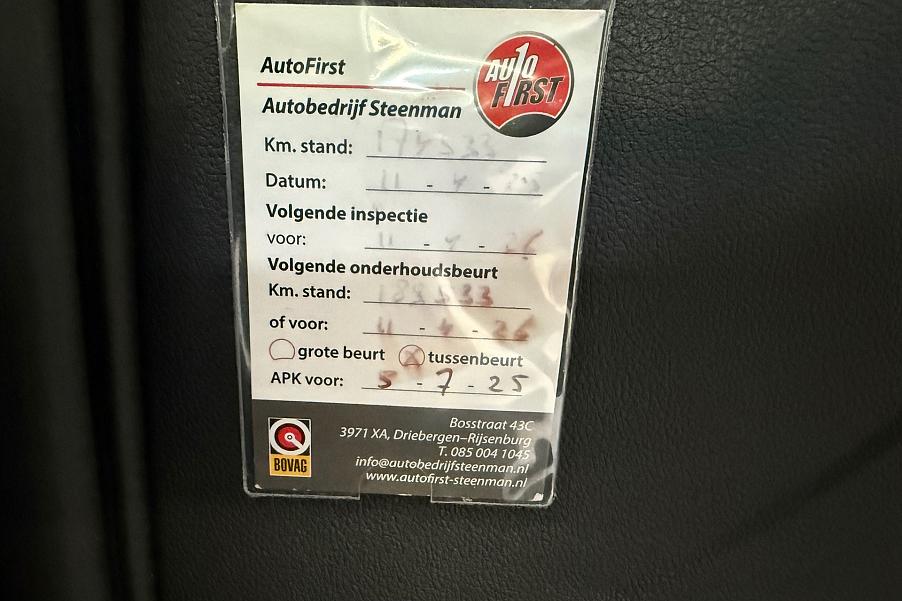 AutoFirst
AUTO
FIRST
Autobedrijf Steenman
Km. stand:
Datum: 11 - 4 -
Volgende inspectie
voor: 11 - 4 - 26
Volgende onderhoudsbeurt
Km. stand:
of voor: 11 - 4 - 26
grote beurt tussenbeurt
APK voor: 5 - 7 - 25
BOVAG
Bosstraat 43C
3971 XA, Driebergen-Rijsenburg
T. 085 004 1045
info@autobedrijfsteenman.nl
www.autofirst-steenman.nl